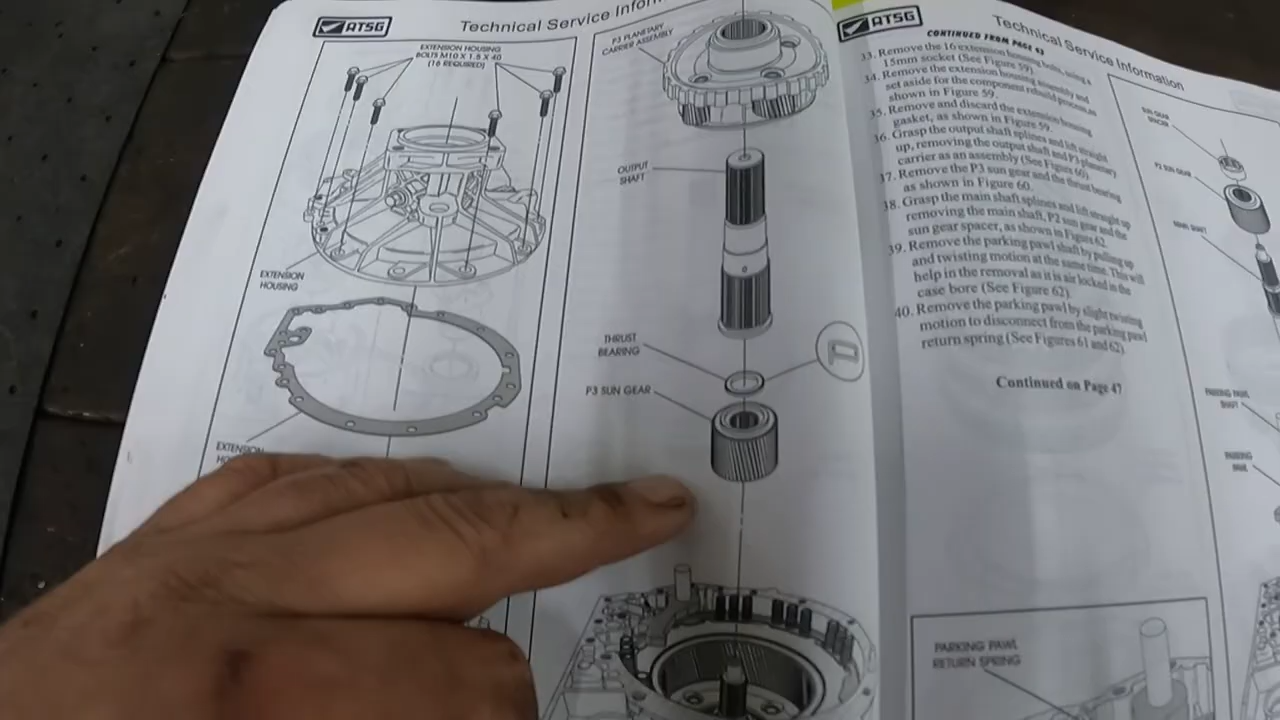 ATSG
Technical Service Infor
EXTENSION HOUSING
BOLTS M10 X 1.5 X 40
(16 REQUIRED)
EXTENSION
HOUSING
EXTENSION
P3 PLANETARY
CARRIER ASSEMBLY
OUTPUT
SHAFT
THRUST
BEARING
P3 SUN GEAR
ATSG
Technical Service Information
CONTINUED FROM PAGE 43
33. Remove the 16 extension housing bolts, using a
15mm socket (See Figure 59).
34. Remove the extension housing assembly and
set aside for the component rebuild process, as
shown in Figure 59.
35. Remove and discard the extension housing
gasket, as shown in Figure 59.
36. Grasp the output shaft splines and lift straight
up, removing the output shaft and P3 planetary
carrier as an assembly (See Figure 60)
37. Remove the P3 sun gear and the thrust bearing
as shown in Figure 60.
38. Grasp the main shaft splines and lift straight up
removing the main shaft, P2 sun gear and the
sun gear spacer, as shown in Figure 62.
39. Remove the parking pawl shaft by pulling up
and twisting motion at the same time. This will
help in the removal as it is air locked in the
case bore (See Figure 62).
40. Remove the parking pawl by slight twisting
motion to disconnect from the parking pawl
return spring (See Figures 61 and 62).
Continued on Page 47
PARKING PAWL
RETURN SPRING
SUN GEAR
SPACER
P2 SUN GEAR
MAIN SHAFT
PARKING PAWL
SHAFT
PARKING
PAWL